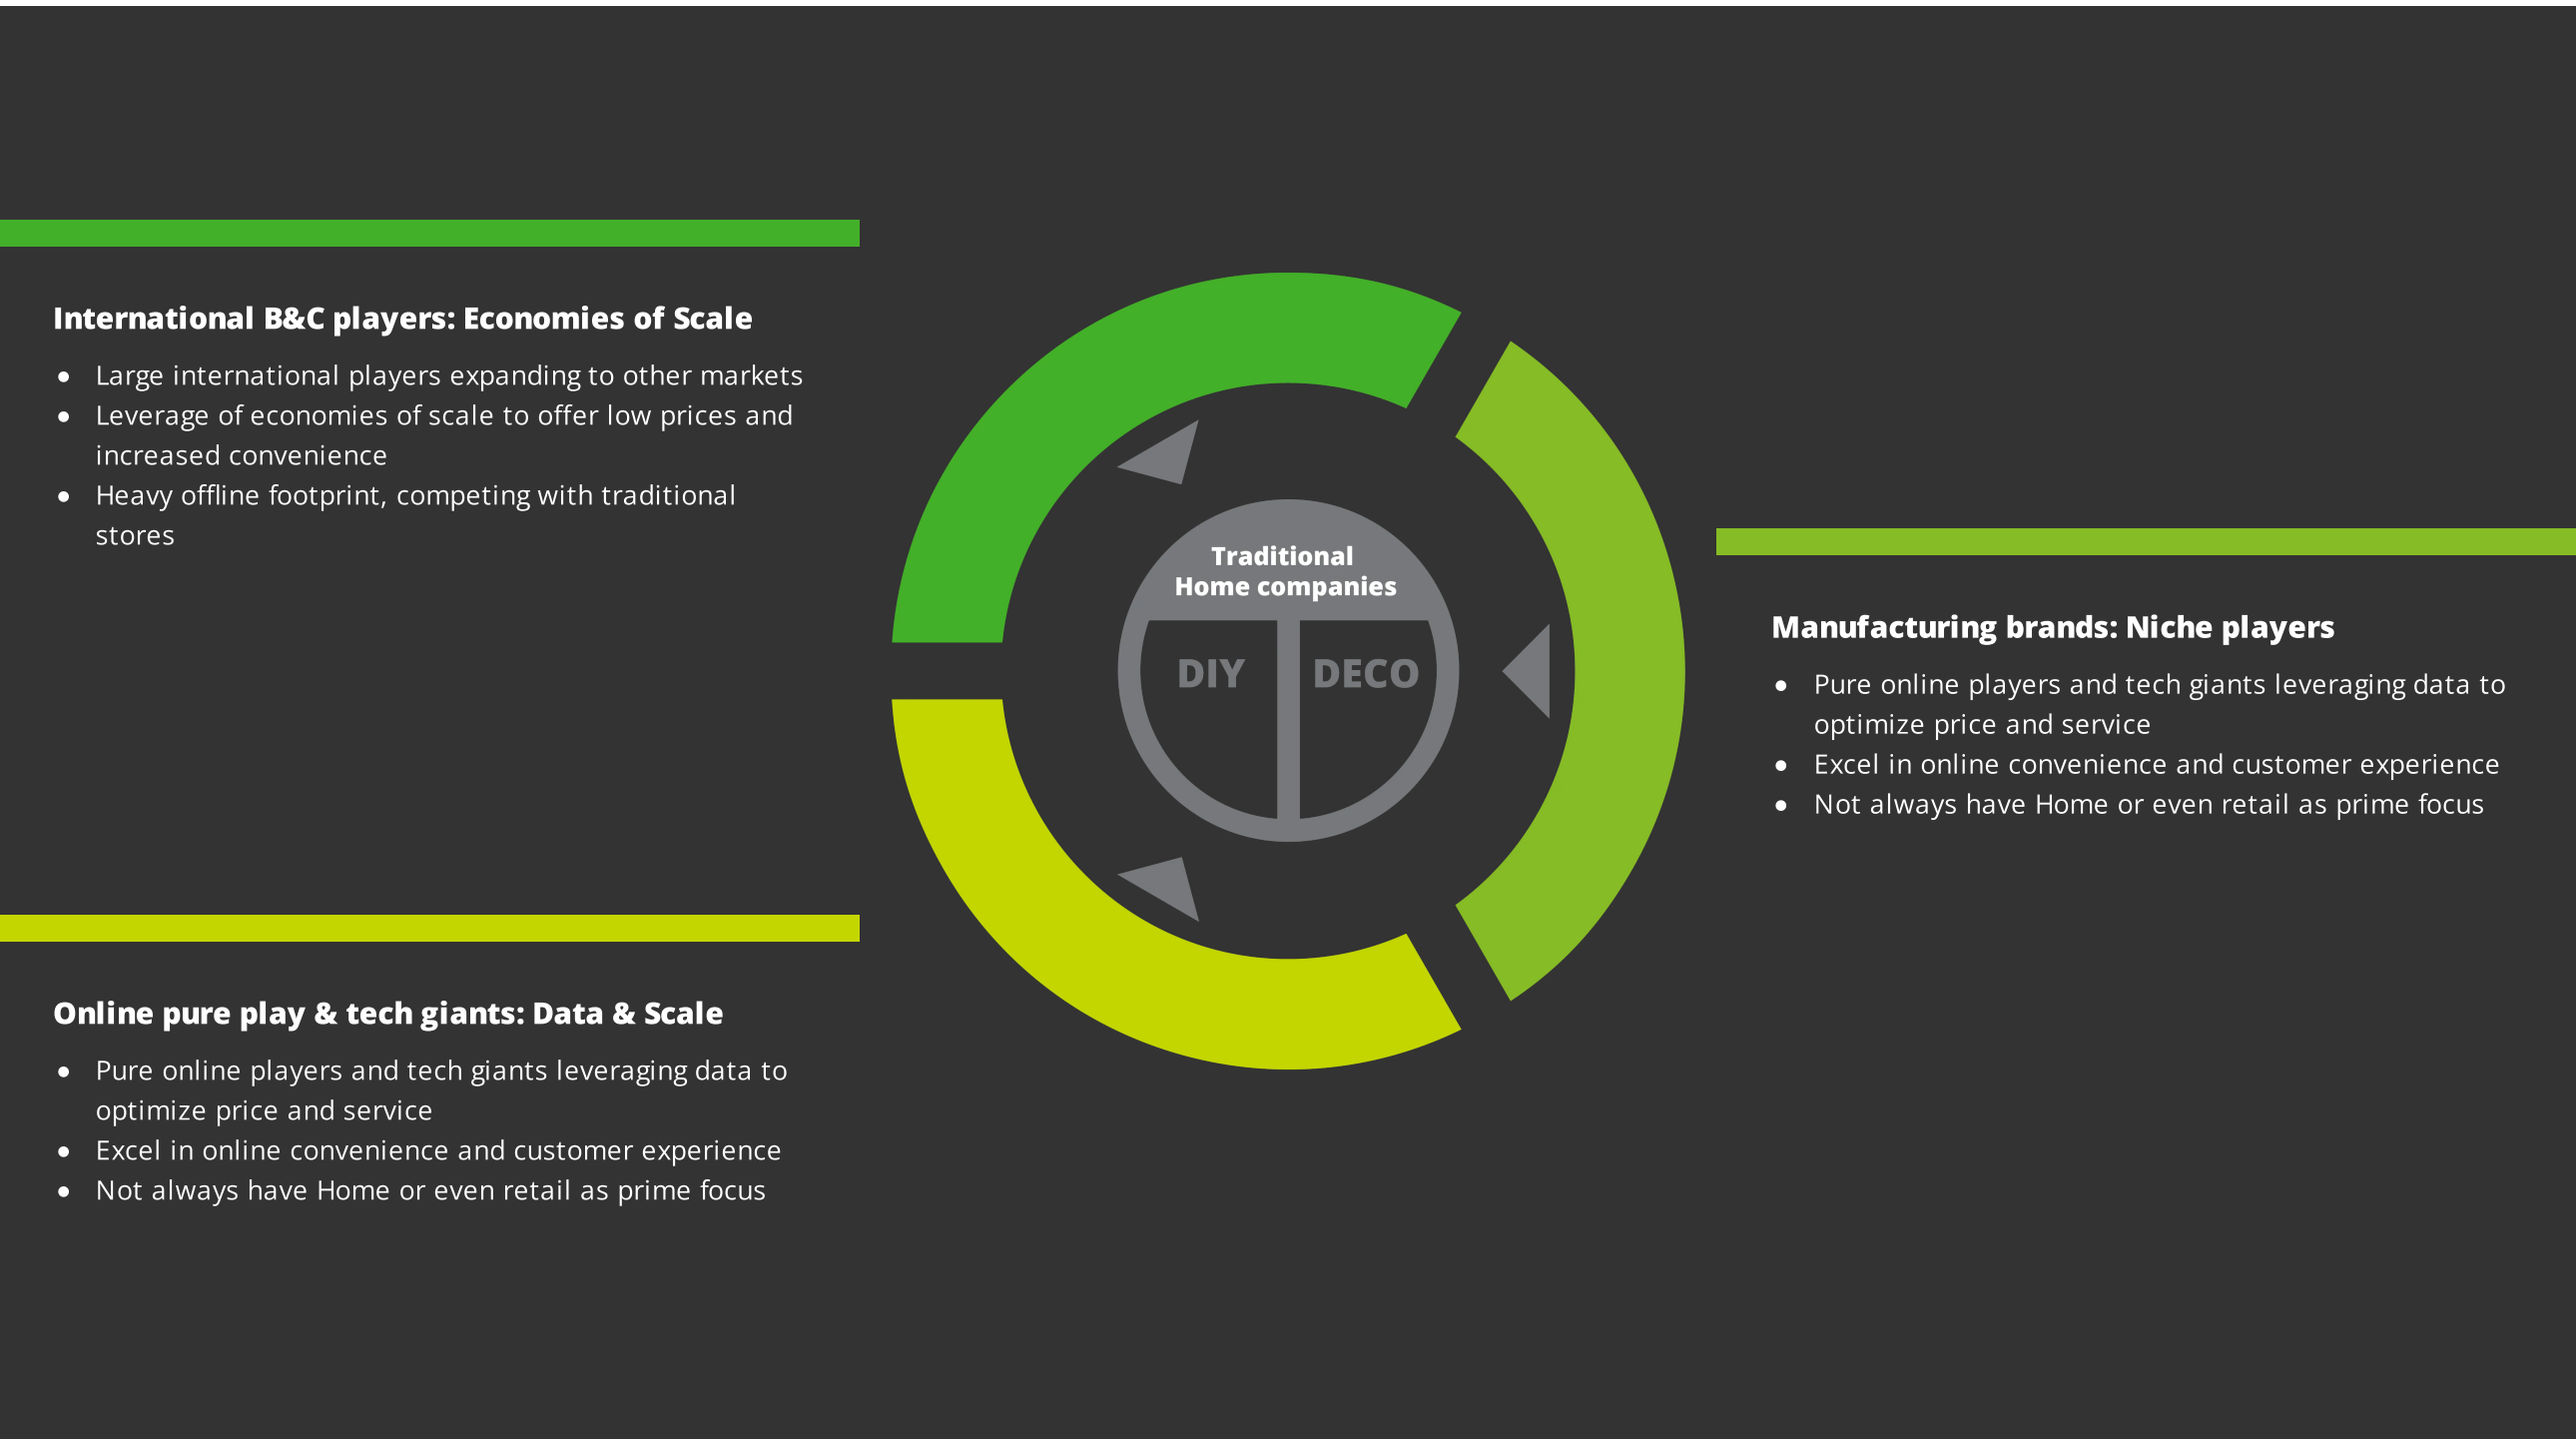 International B&C players: Economies of Scale
● Large international players expanding to other markets
● Leverage of economies of scale to offer low prices and
increased convenience
● Heavy offline footprint, competing with traditional
stores
Traditional
Home companies
DIY
DECO
Manufacturing brands: Niche players
● Pure online players and tech giants leveraging data to
optimize price and service
● Excel in online convenience and customer experience
● Not always have Home or even retail as prime focus
Online pure play & tech giants: Data & Scale
● Pure online players and tech giants leveraging data to
optimize price and service
● Excel in online convenience and customer experience
● Not always have Home or even retail as prime focus